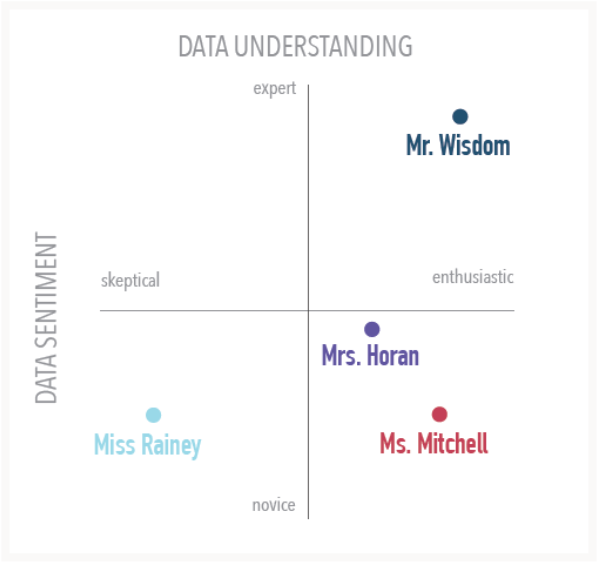 DATA UNDERSTANDING
expert
Mr. Wisdom
DATA SENTIMENT
skeptical
enthusiastic
Mrs. Horan
Miss Rainey
Ms. Mitchell
novice